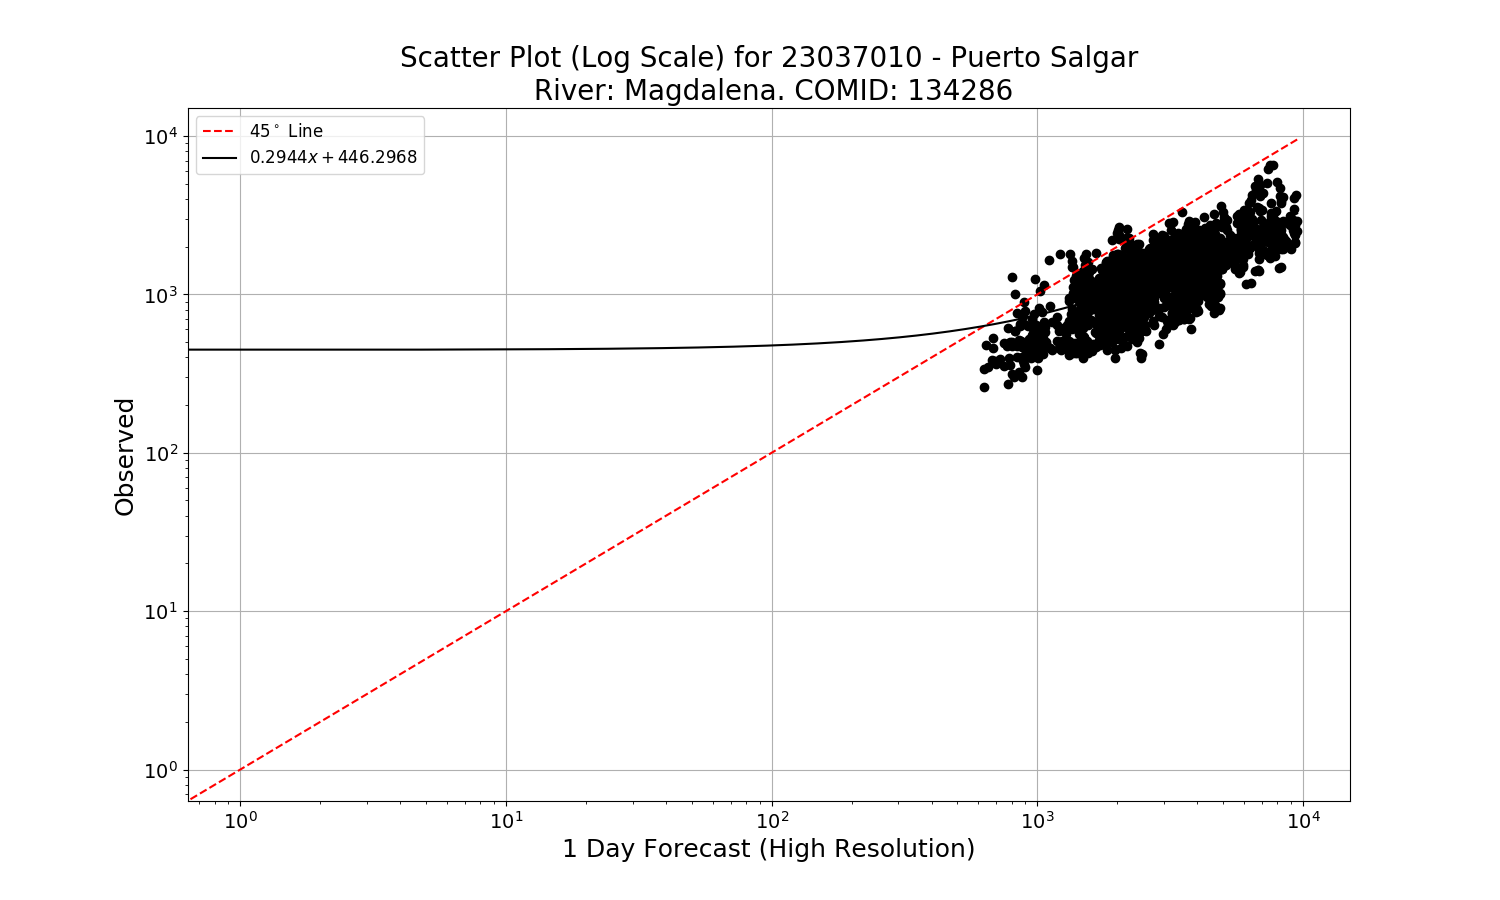 Scatter Plot (Log Scale) for 23037010 - Puerto Salgar
River: Magdalena. COMID: 134286
45° Line
0.2944x + 446.2968
10⁴
10³
10²
10¹
10⁰
Observed
10⁰ 10¹ 10² 10³ 10⁴
1 Day Forecast (High Resolution)